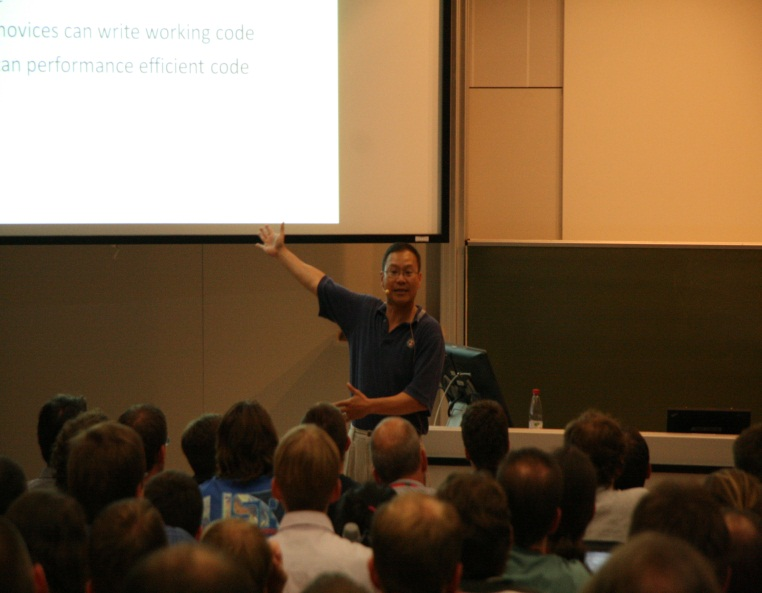 novices can write working code
an performance efficient code